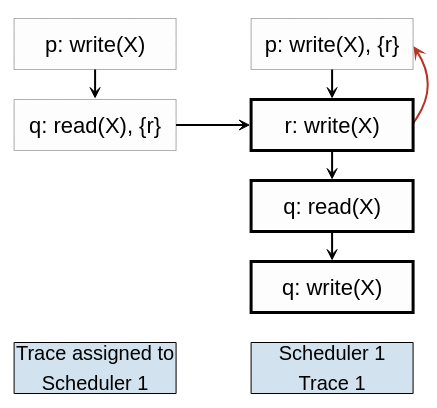 p: write(X)
q: read(X), {r}
Trace assigned to
Scheduler 1
p: write(X), {r}
r: write(X)
q: read(X)
q: write(X)
Scheduler 1
Trace 1